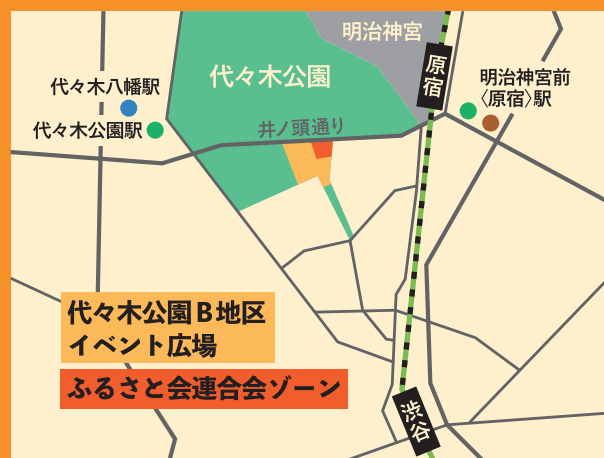 明治神宮
代々木公園
原宿
明治神宮前
〈原宿〉駅
代々木八幡駅
代々木公園駅
井ノ頭通り
代々木公園B地区
イベント広場
ふるさと会連合会ゾーン
渋谷